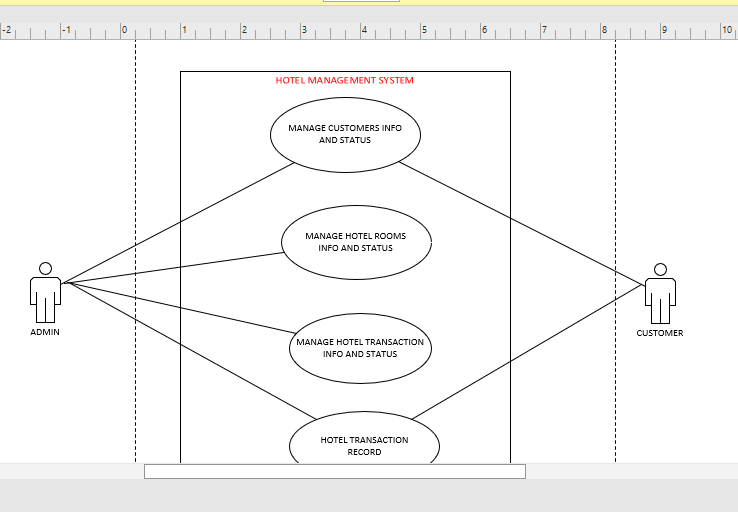 -2 -1 0 1 2 3 4 5 6 7 8 9 10
HOTEL MANAGEMENT SYSTEM
MANAGE CUSTOMERS INFO
AND STATUS
MANAGE HOTEL ROOMS
INFO AND STATUS
ADMIN
CUSTOMER
MANAGE HOTEL TRANSACTION
INFO AND STATUS
HOTEL TRANSACTION
RECORD